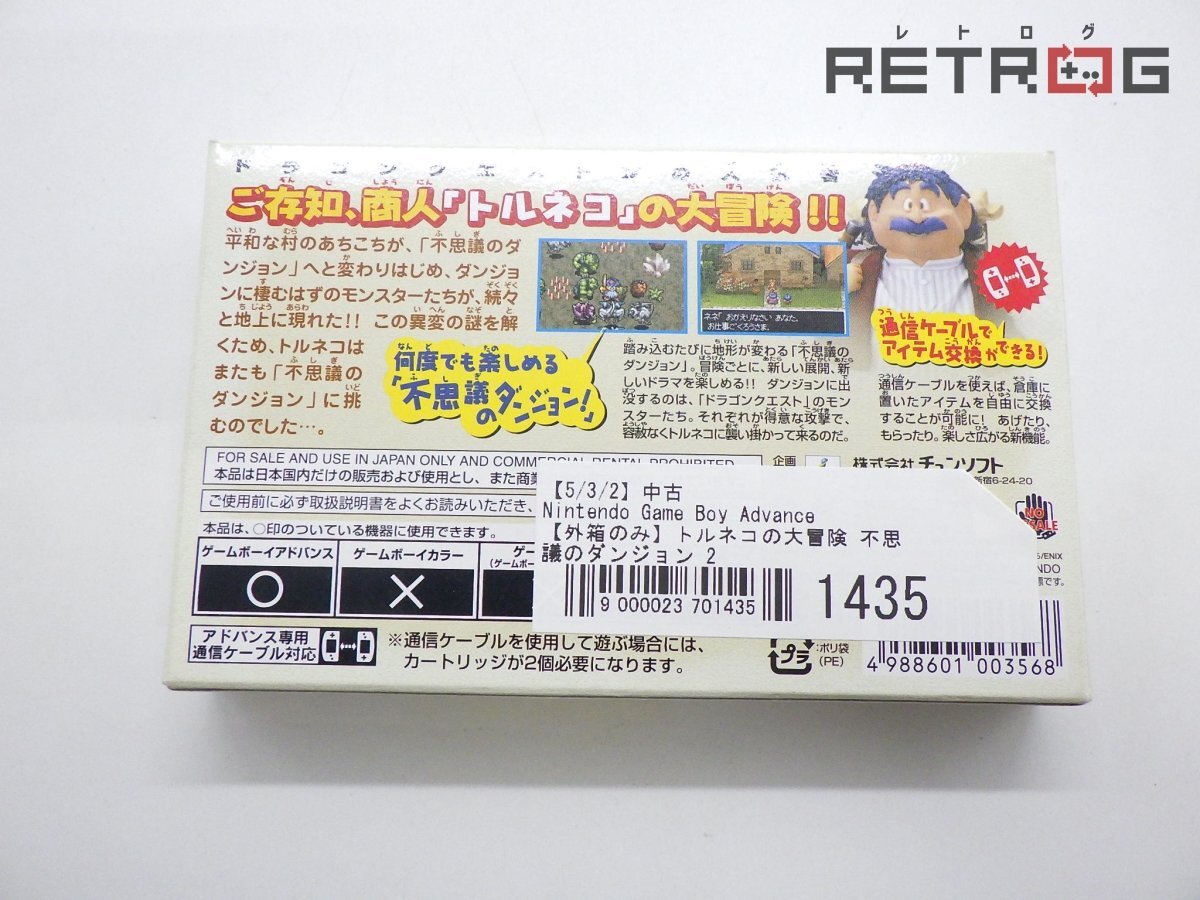 レトログ
RETROG
ご存知、商人「トルネコ」の大冒険!!
平和な村のあちこちが、「不思議のダ
ンジョン」へと変わりはじめ、ダンジョ
ンに棲むはずのモンスターたちが、続々
と地上に現れた!! この異変の謎を解
くため、トルネコは
またも「不思議の
ダンジョン」に挑
むのでした…。
何度でも楽しめる
「不思議
のダンジョン!」
ネネ「おかえりなさい あなた。
お仕事ごくろうさま。
踏み込むたびに地形が変わる「不思議の
ダンジョン」。冒険ごとに、新しい展開、新
しいドラマを楽しめる!! ダンジョンに出
没するのは、「ドラゴンクエスト」のモン
スターたち。それぞれが得意な攻撃で、
容赦なくトルネコに襲い掛かって来るのだ。
通信ケーブルで
アイテム交換ができる!
通信ケーブルを使えば、倉庫に
置いたアイテムを自由に交換
することが可能に! あげたり、
もらったり。楽しさ広がる新機能。
FOR SALE AND USE IN JAPAN ONLY AND COMMERCIAL RENTAL PROHIBITED.
本品は日本国内だけの販売および使用とし、また商業
企画
株式会社 チュンソフト
新宿6-24-20
ご使用前に必ず取扱説明書をよくお読みいただき、
本品は、○印のついている機器に使用できます。
ゲームボーイアドバンス
ゲームボーイカラー
○
×
アドバンス専用
通信ケーブル対応
※通信ケーブルを使用して遊ぶ場合には、
カートリッジが2個必要になります。
【5/3/2】中古
Nintendo Game Boy Advance
【外箱のみ】トルネコの大冒険 不思
議のダンジョン 2
9 000023 701435
1435
NO
プラ
:ポリ袋
(PE)
4 988601 003568